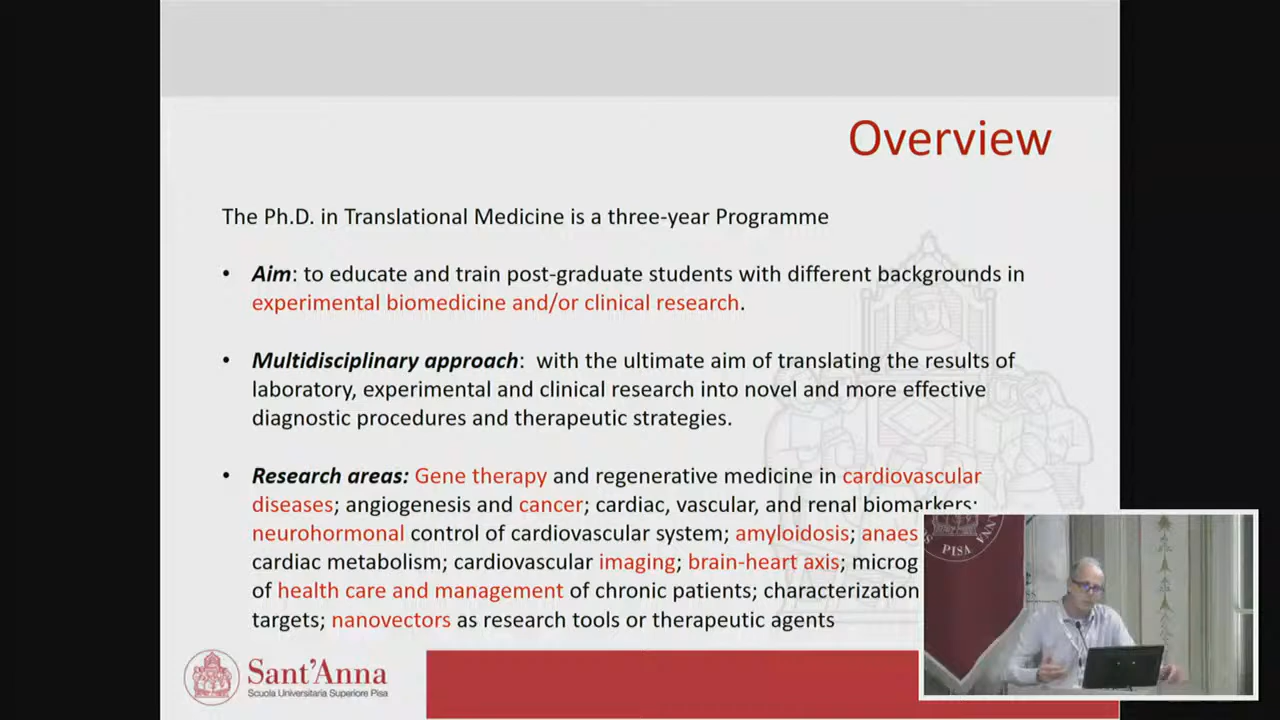 Overview
The Ph.D. in Translational Medicine is a three-year Programme
• Aim: to educate and train post-graduate students with different backgrounds in
experimental biomedicine and/or clinical research.
• Multidisciplinary approach:  with the ultimate aim of translating the results of
laboratory, experimental and clinical research into novel and more effective
diagnostic procedures and therapeutic strategies.
• Research areas: Gene therapy and regenerative medicine in cardiovascular
diseases; angiogenesis and cancer; cardiac, vascular, and renal biomarkers;
neurohormonal control of cardiovascular system; amyloidosis; anaes
cardiac metabolism; cardiovascular imaging; brain-heart axis; microg
of health care and management of chronic patients; characterization
targets; nanovectors as research tools or therapeutic agents
Sant'Anna
Scuola Universitaria Superiore Pisa
PISA